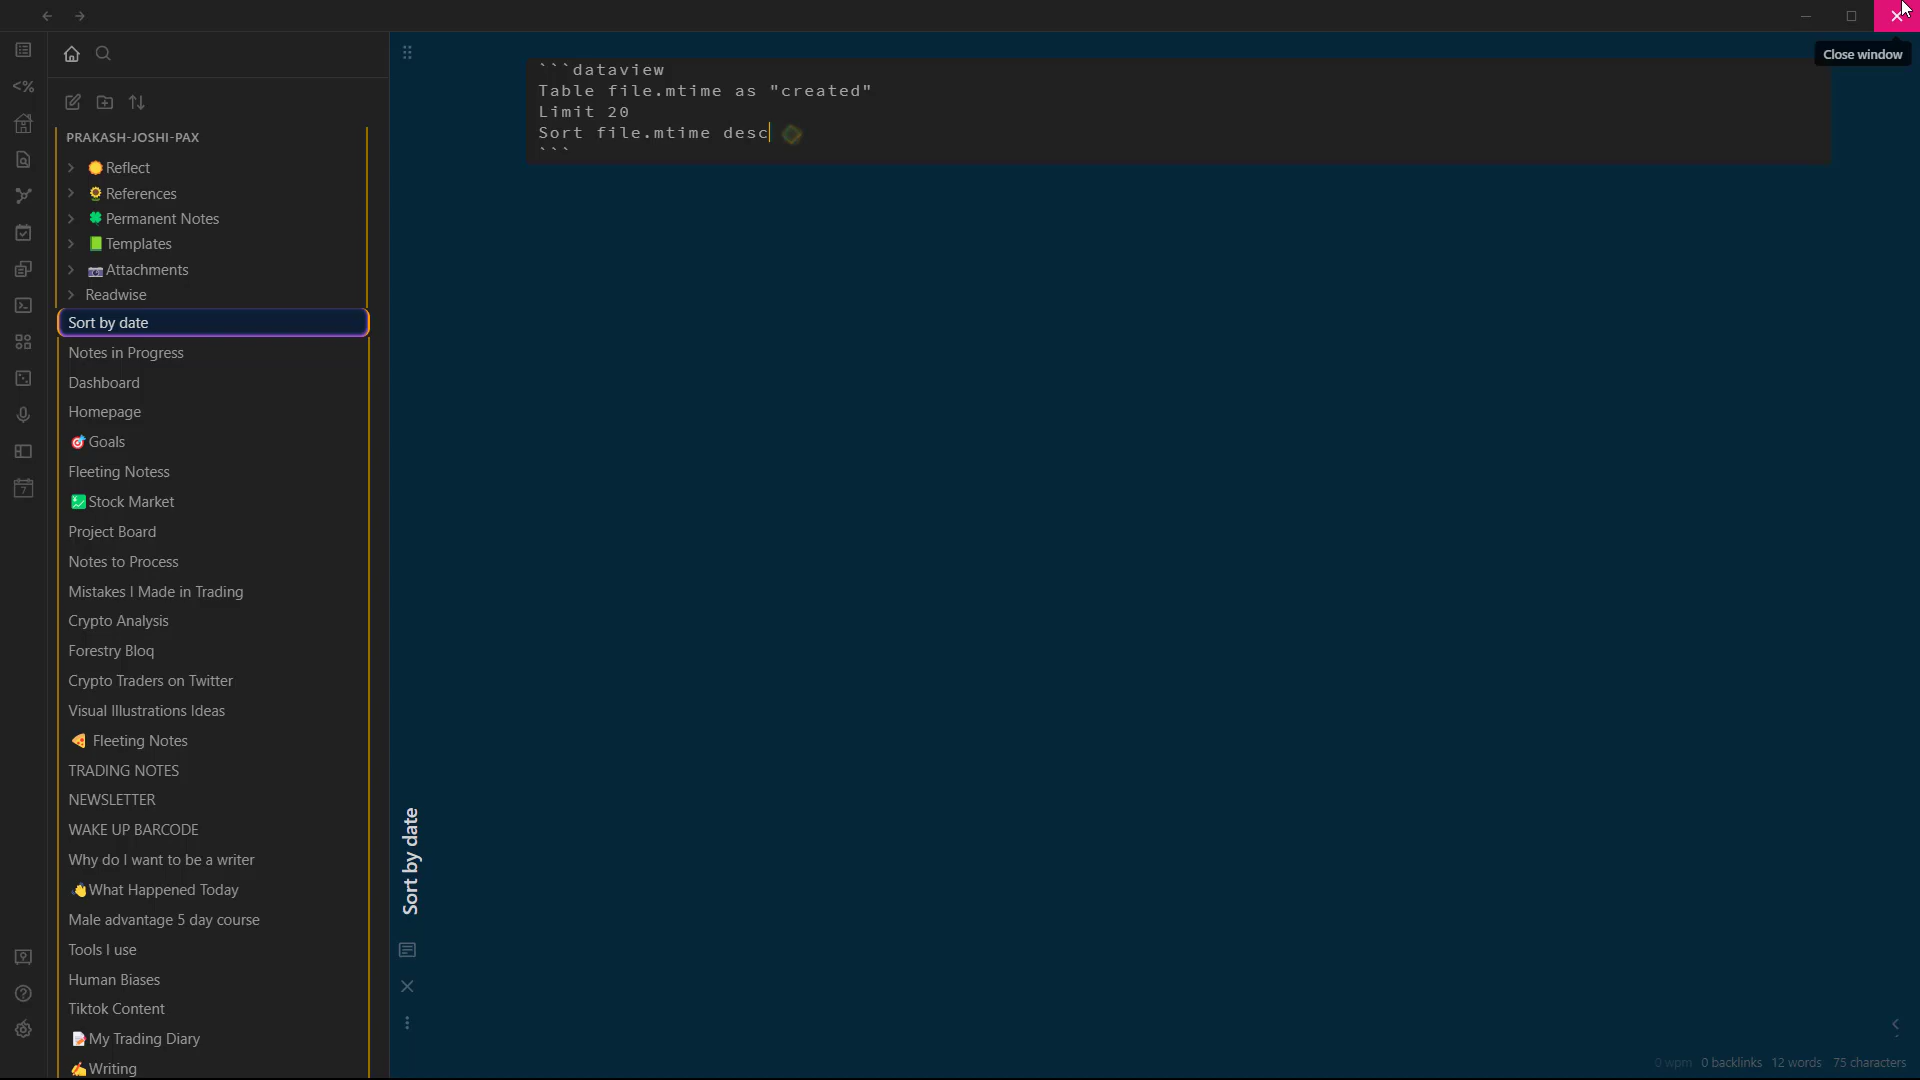 Close window
PRAKASH-JOSHI-PAX
Reflect
References
Permanent Notes
Templates
Attachments
Readwise
Sort by date
Notes in Progress
Dashboard
Homepage
Goals
Fleeting Notess
Stock Market
Project Board
Notes to Process
Mistakes I Made in Trading
Crypto Analysis
Forestry Bloq
Crypto Traders on Twitter
Visual Illustrations Ideas
Fleeting Notes
TRADING NOTES
NEWSLETTER
WAKE UP BARCODE
Why do I want to be a writer
What Happened Today
Male advantage 5 day course
Tools I use
Human Biases
Tiktok Content
My Trading Diary
Writing
```dataview
Table file.mtime as "created"
Limit 20
Sort file.mtime desc
```
Sort by date
<%
7
0 wpm 0 backlinks 12 words 75 characters